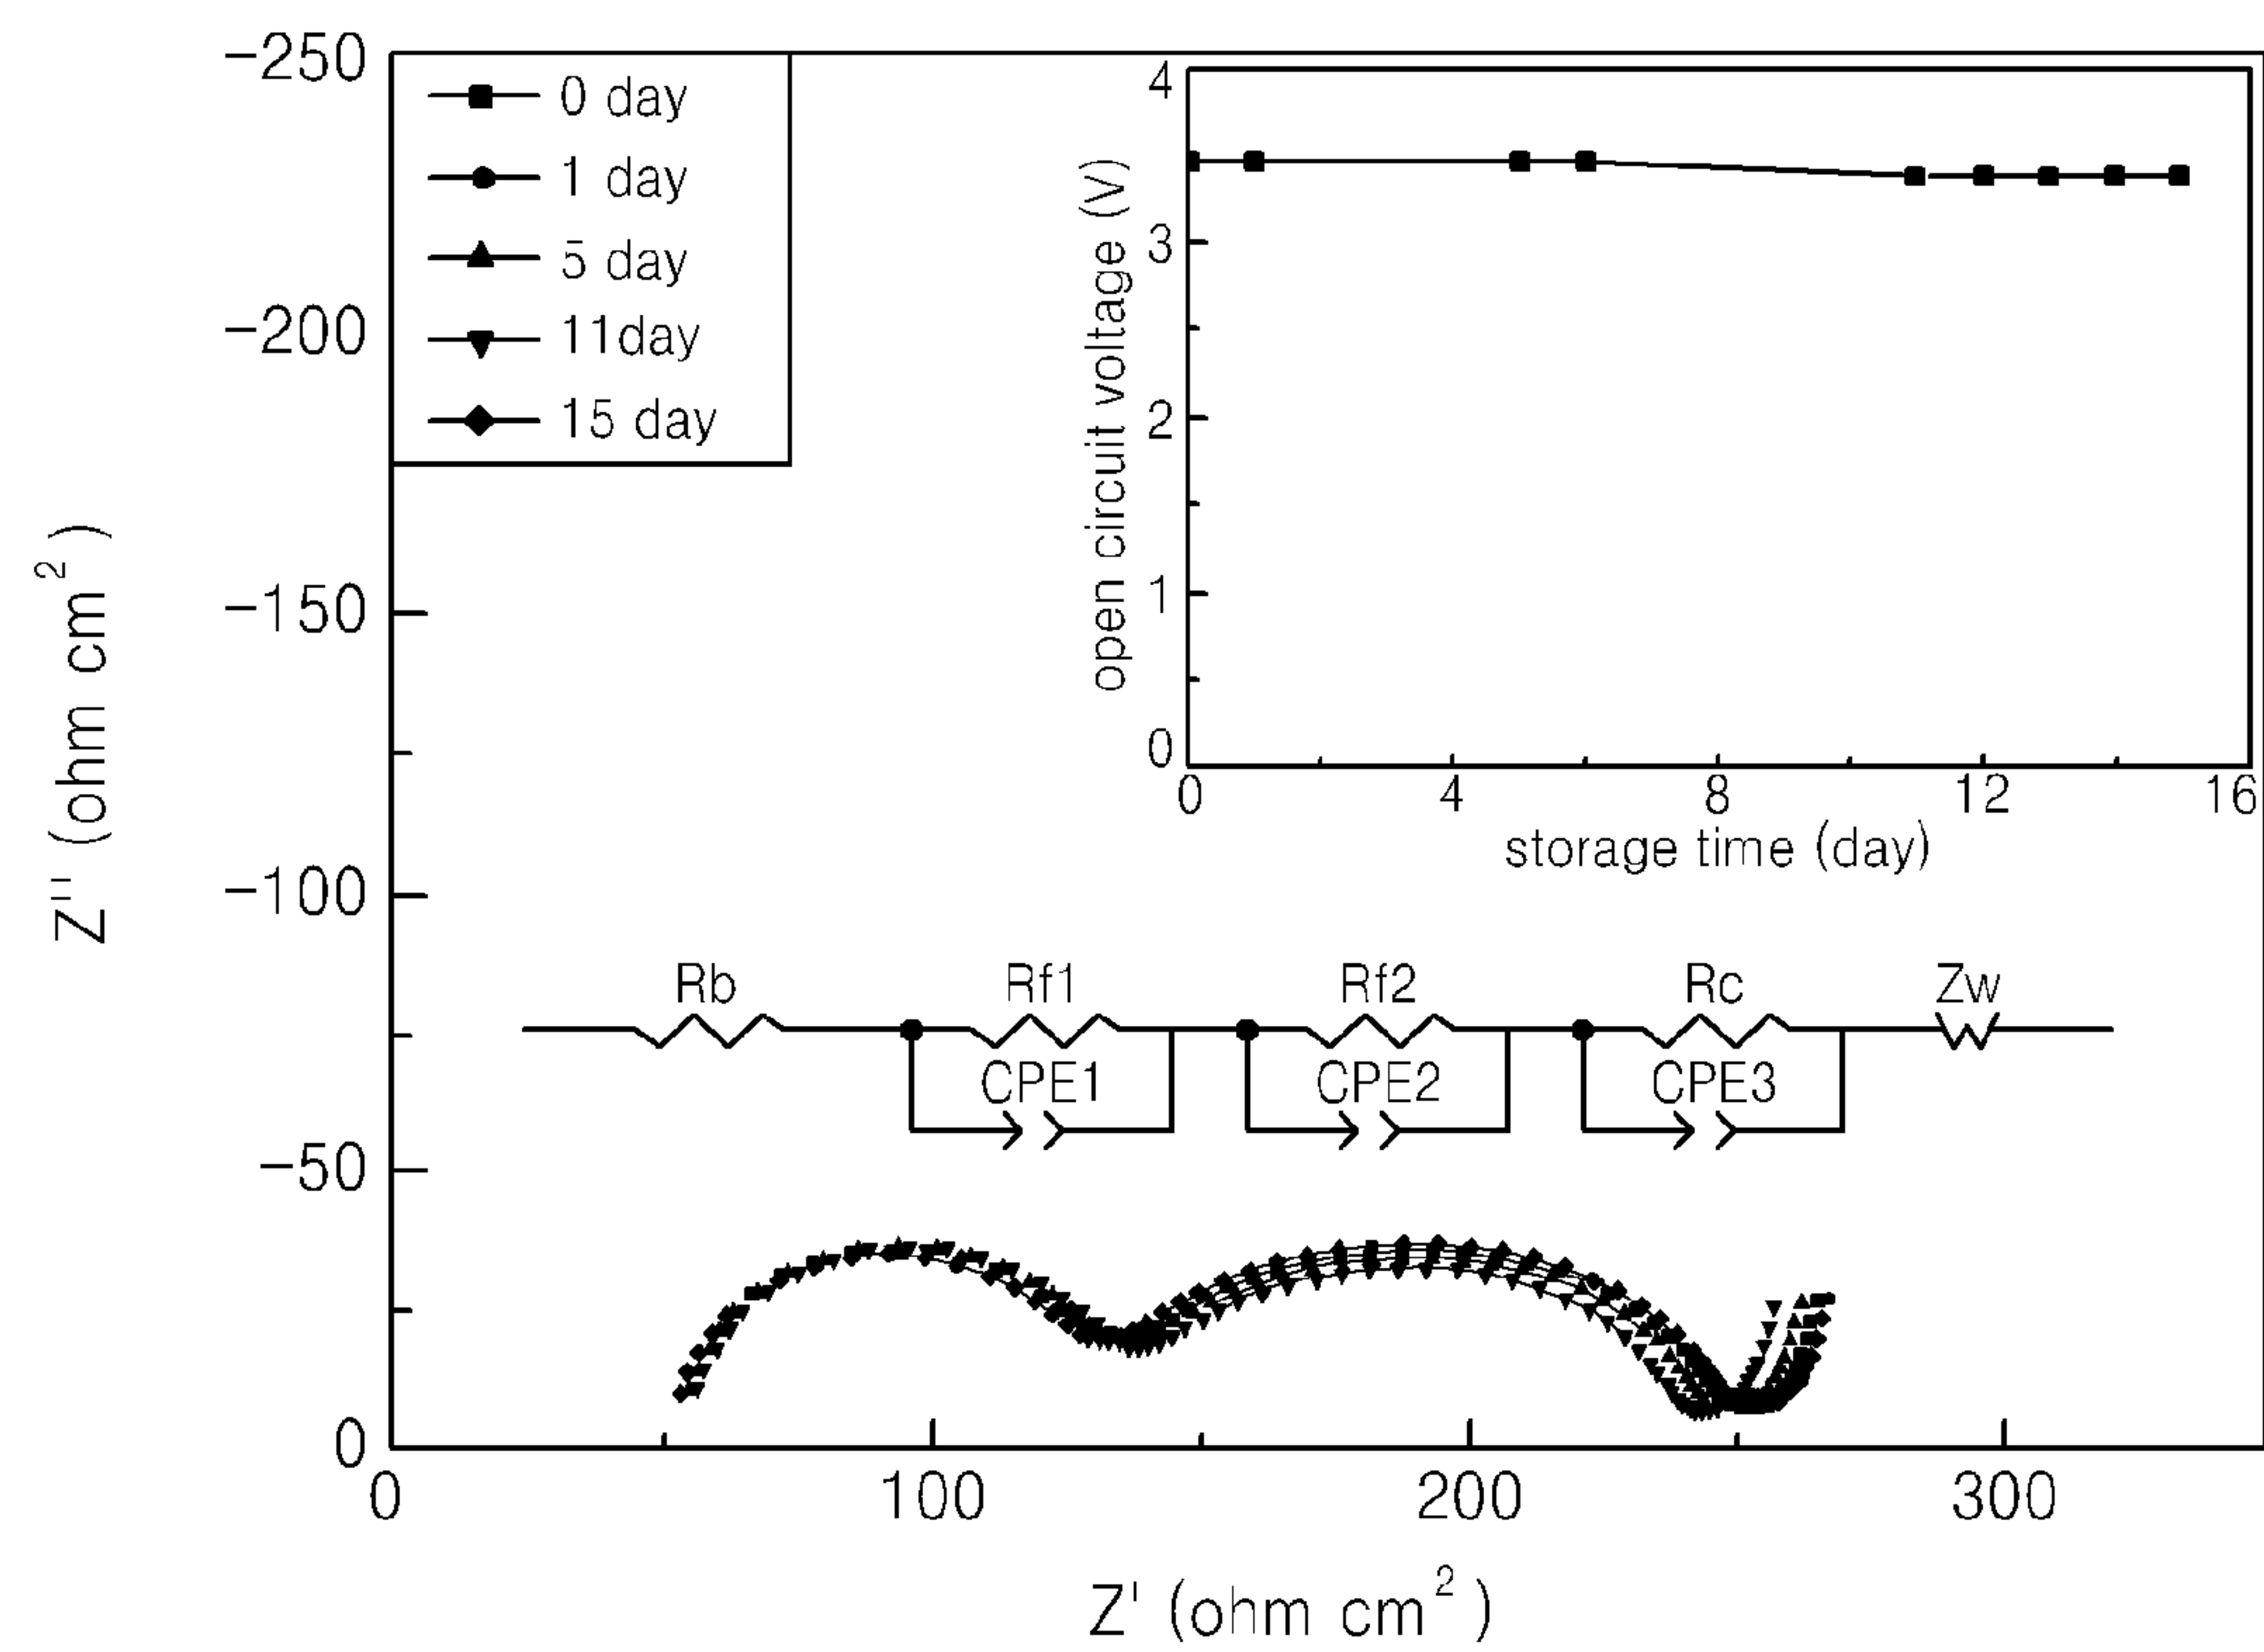 -250
-200
-150
-100
-50
0
Z'' (ohm cm2)
0 day
1 day
5 day
11day
15 day
4
3
2
1
0
open circuit voltage (V)
0 4 8 12 16
storage time (day)
Rb Rf1 Rf2 Rc Zw
CPE1 CPE2 CPE3
0 100 200 300
Z' (ohm cm2)